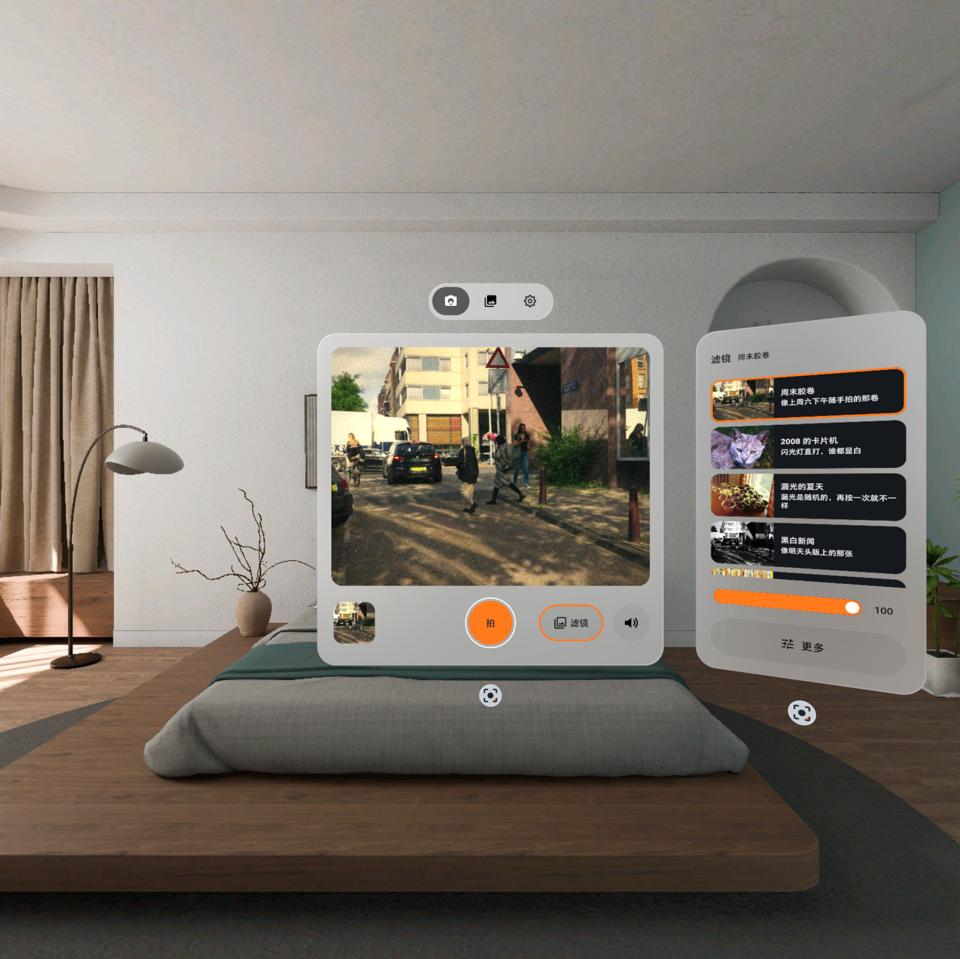 滤镜 周末胶卷
周末胶卷
像上周六下午随手拍的那卷
2008 的卡片机
闪光灯直打，谁都显白
漏光的夏天
漏光是随机的，再按一次就不一
样
黑白新闻
像明天头版上的那张
100
更多
拍
滤镜